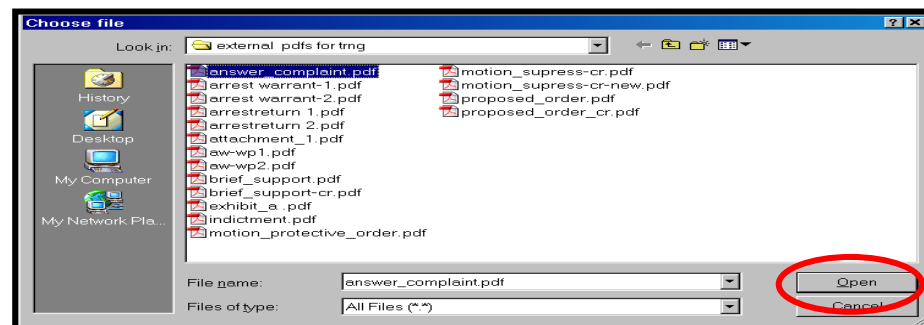 Choose file
Look in: external pdfs for trng
History
Desktop
My Computer
My Network Pla...
answer_complaint.pdf
arrest warrant-1.pdf
arrest warrant-2.pdf
arrestreturn 1.pdf
arrestreturn 2.pdf
attachment_1.pdf
aw-wp1.pdf
aw-wp2.pdf
brief_support.pdf
brief_support-cr.pdf
exhibit_a .pdf
indictment.pdf
motion_protective_order.pdf
motion_supress-cr.pdf
motion_supress-cr-new.pdf
proposed_order.pdf
proposed_order_cr.pdf
File name: answer_complaint.pdf Open
Files of type: All Files (*.*) Cancel